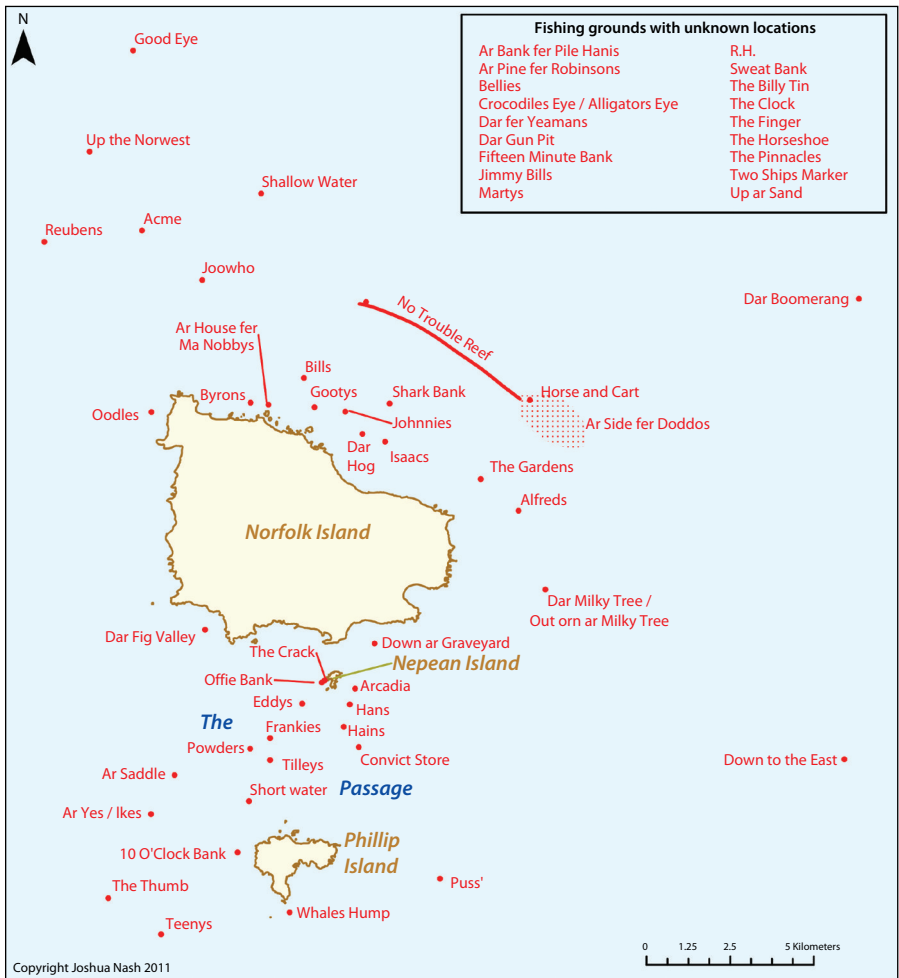 N
Good Eye
Fishing grounds with unknown locations
Ar Bank fer Pile Hanis
Ar Pine fer Robinsons
Bellies
Crocodiles Eye / Alligators Eye
Dar fer Yeamans
Dar Gun Pit
Fifteen Minute Bank
Jimmy Bills
Martys
R.H.
Sweat Bank
The Billy Tin
The Clock
The Finger
The Horseshoe
The Pinnacles
Two Ships Marker
Up ar Sand
Up the Norwest
Shallow Water
Acme
Reubens
Joowho
Dar Boomerang
No Trouble Reef
Ar House fer
Ma Nobbys
Bills
Byrons
Gootys
Shark Bank
Horse and Cart
Oodles
Johnnies
Ar Side fer Doddos
Dar
Hog
Isaacs
The Gardens
Alfreds
Norfolk Island
Dar Milky Tree /
Out orn ar Milky Tree
Dar Fig Valley
Down ar Graveyard
The Crack
Nepean Island
Offie Bank
Arcadia
Eddys
Hans
The
Frankies
Hains
Powders
Convict Store
Tilleys
Down to the East
Ar Saddle
Short water
Passage
Ar Yes / Ikes
Phillip
Island
10 O'Clock Bank
Puss'
The Thumb
Whales Hump
Teenys
0 1.25 2.5 5 Kilometers
Copyright Joshua Nash 2011